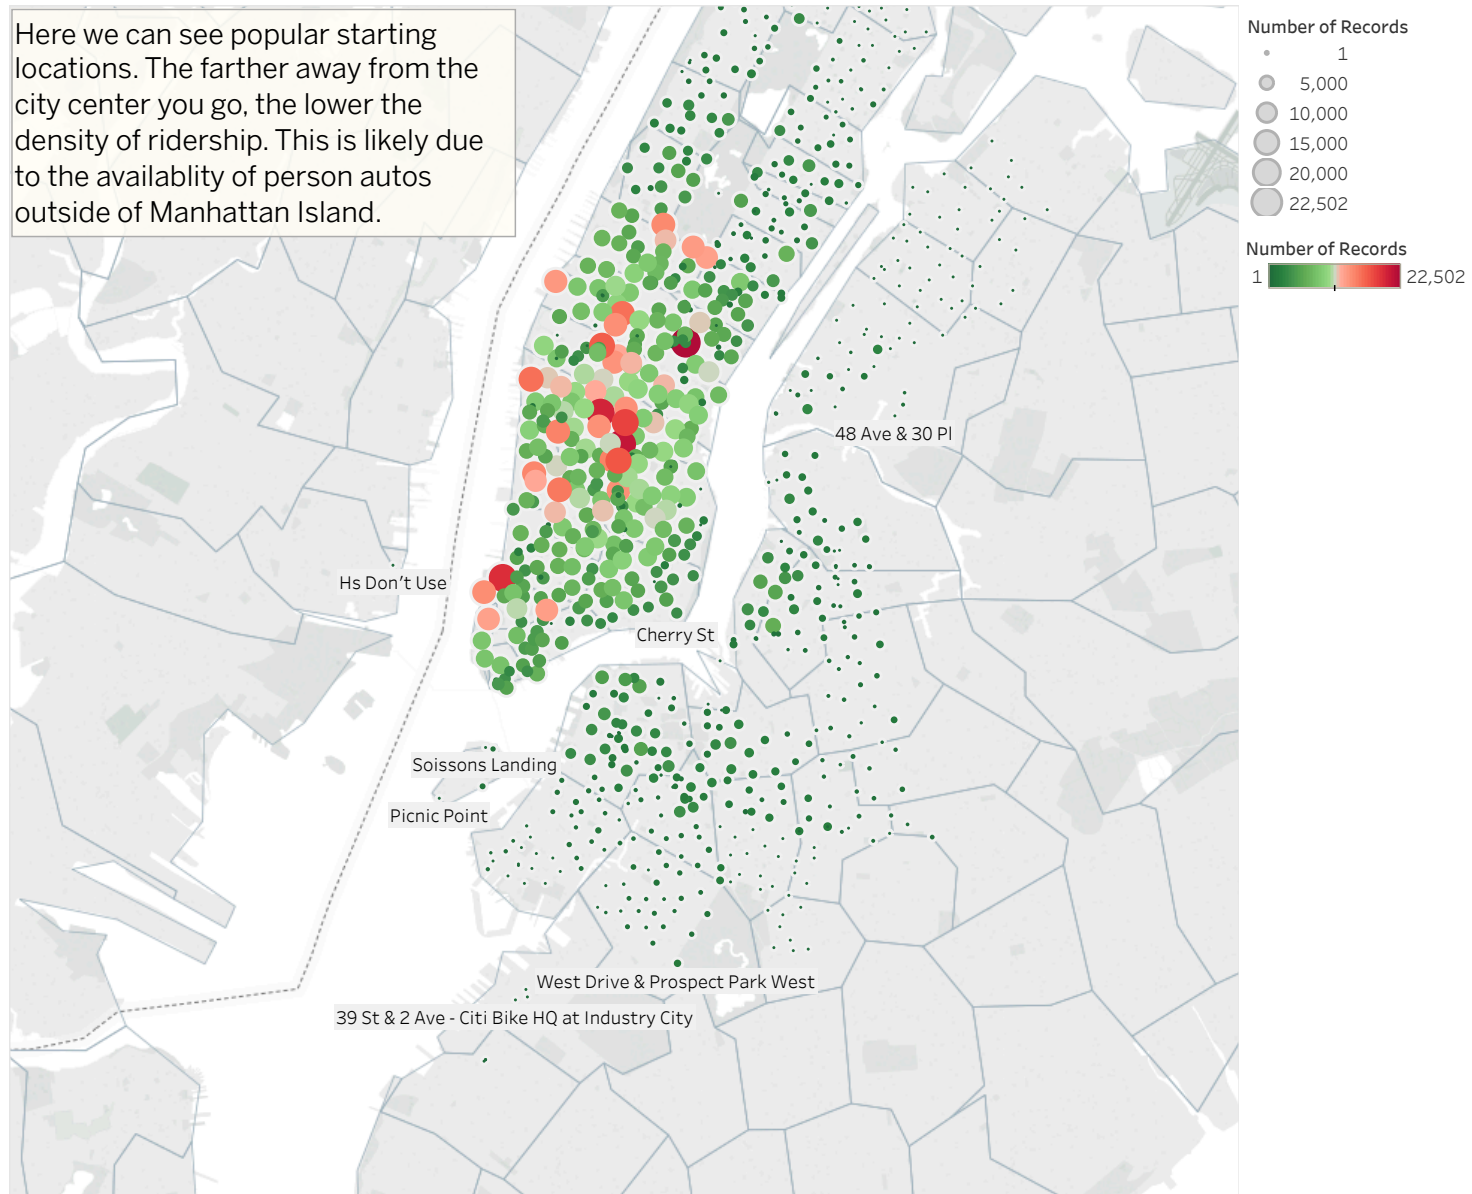 Here we can see popular starting
locations. The farther away from the
city center you go, the lower the
density of ridership. This is likely due
to the availablity of person autos
outside of Manhattan Island.
Number of Records
1
5,000
10,000
15,000
20,000
22,502
Number of Records
1 22,502
48 Ave & 30 Pl
Hs Don't Use
Cherry St
Soissons Landing
Picnic Point
West Drive & Prospect Park West
39 St & 2 Ave - Citi Bike HQ at Industry City